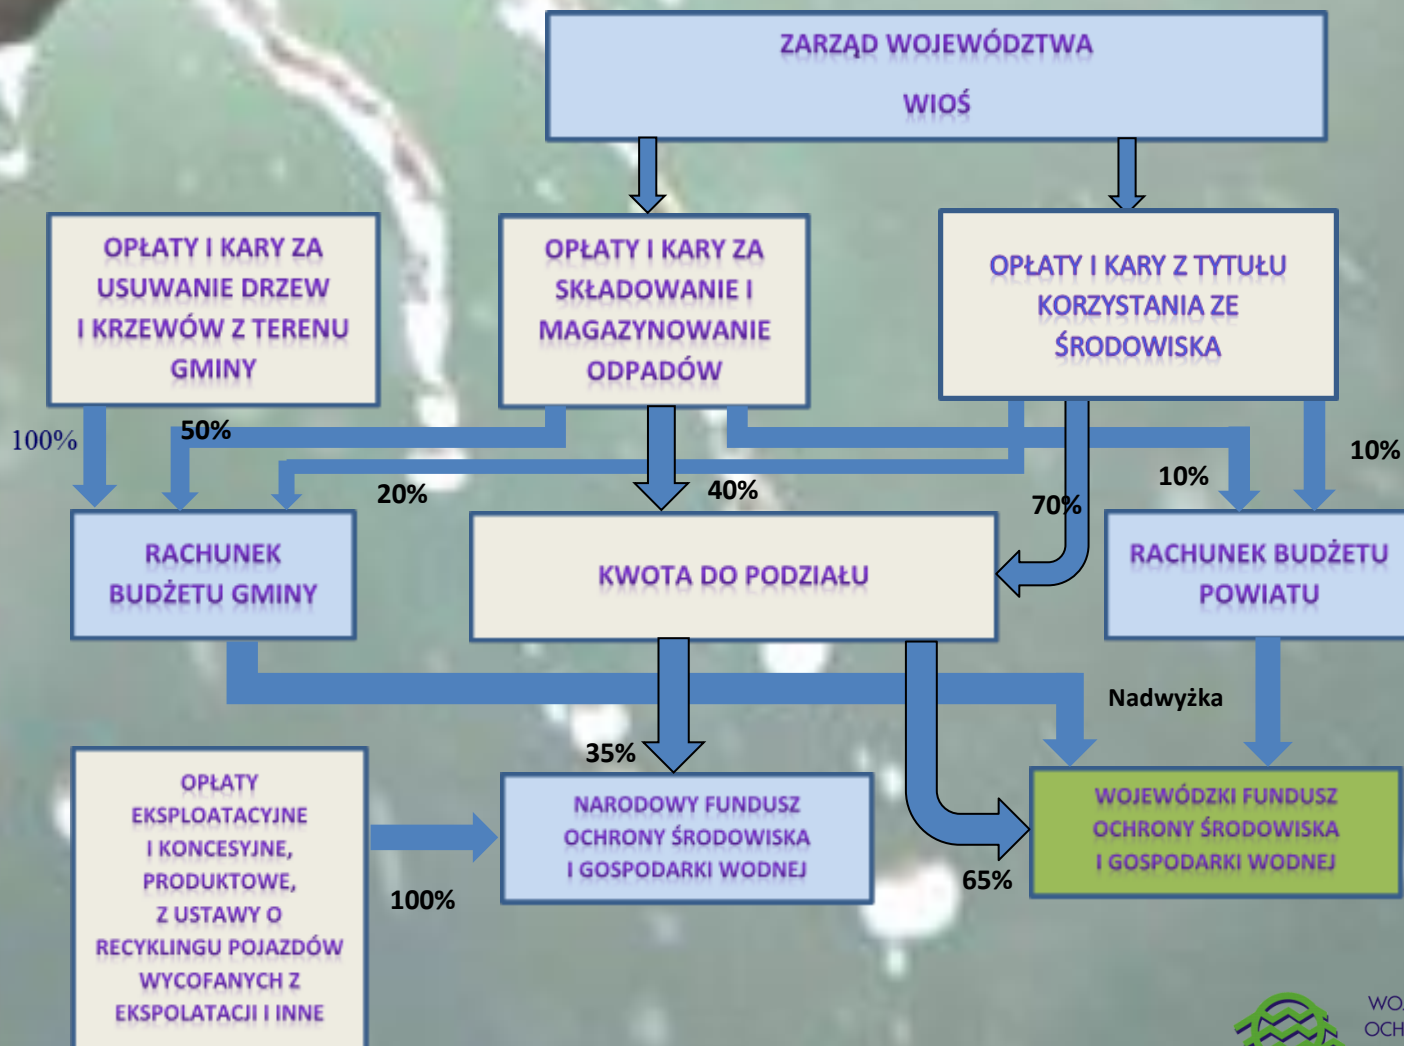 ZARZĄD WOJEWÓDZTWA
WIOŚ
OPŁATY I KARY ZA
USUWANIE DRZEW
I KRZEWÓW Z TERENU
GMINY
OPŁATY I KARY ZA
SKŁADOWANIE I
MAGAZYNOWANIE
ODPADÓW
OPŁATY I KARY Z TYTUŁU
KORZYSTANIA ZE
ŚRODOWISKA
100%
50%
20%
40%
70%
10%
10%
RACHUNEK
BUDŻETU GMINY
KWOTA DO PODZIAŁU
RACHUNEK BUDŻETU
POWIATU
Nadwyżka
35%
OPŁATY
EKSPLOATACYJNE
I KONCESYJNE,
PRODUKTOWE,
Z USTAWY O
RECYKLINGU POJAZDÓW
WYCOFANYCH Z
EKSPOLATACJI I INNE
100%
NARODOWY FUNDUSZ
OCHRONY ŚRODOWISKA
I GOSPODARKI WODNEJ
65%
WOJEWÓDZKI FUNDUSZ
OCHRONY ŚRODOWISKA
I GOSPODARKI WODNEJ